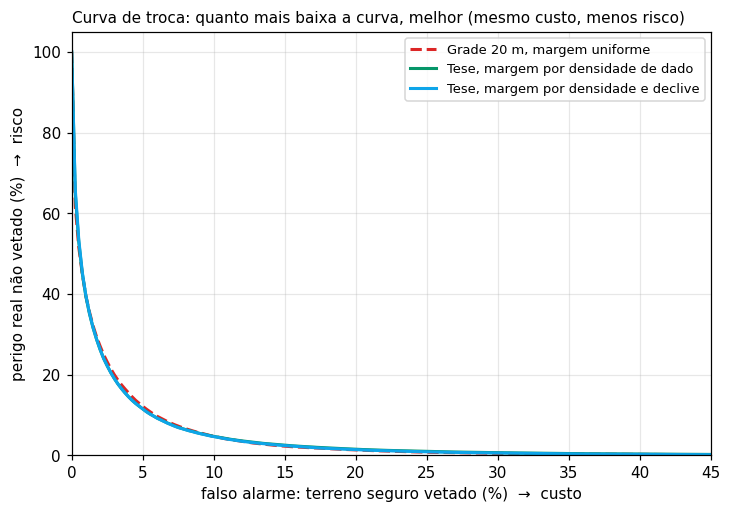 Curva de troca: quanto mais baixa a curva, melhor (mesmo custo, menos risco)
Grade 20 m, margem uniforme
Tese, margem por densidade de dado
Tese, margem por densidade e declive
perigo real não vetado (%) → risco
100
80
60
40
20
0
0 5 10 15 20 25 30 35 40 45
falso alarme: terreno seguro vetado (%) → custo